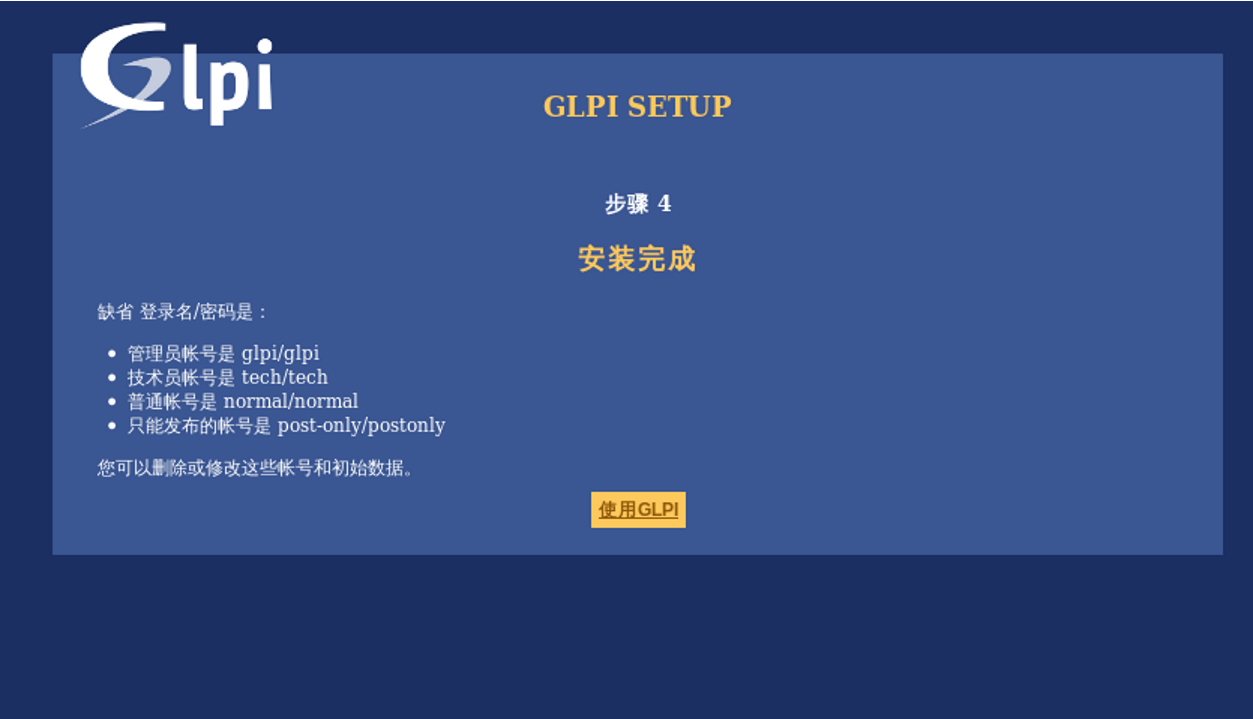 Glpi
GLPI SETUP
步骤 4
安装完成
缺省 登录名/密码是：
管理员帐号是 glpi/glpi
技术员帐号是 tech/tech
普通帐号是 normal/normal
只能发布的帐号是 post-only/postonly
您可以删除或修改这些帐号和初始数据。
使用GLPI